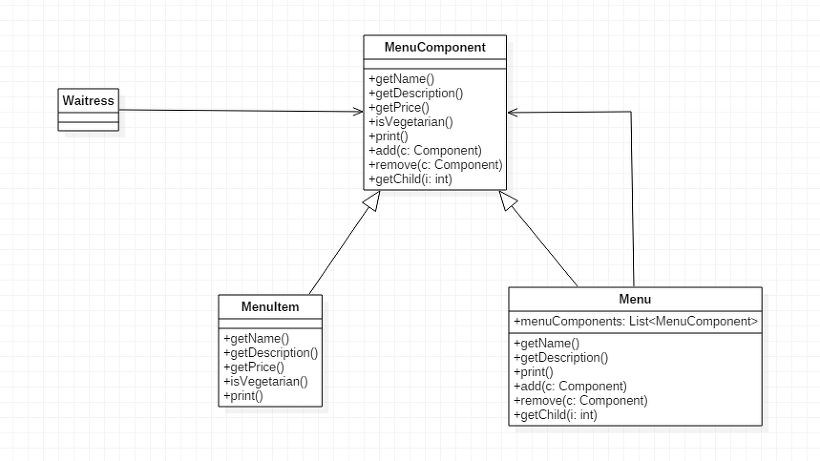 MenuComponent
+getName()
+getDescription()
+getPrice()
+isVegetarian()
+print()
+add(c: Component)
+remove(c: Component)
+getChild(i: int)
Waitress
MenuItem
+getName()
+getDescription()
+getPrice()
+isVegetarian()
+print()
Menu
+menuComponents: List<MenuComponent>
+getName()
+getDescription()
+print()
+add(c: Component)
+remove(c: Component)
+getChild(i: int)